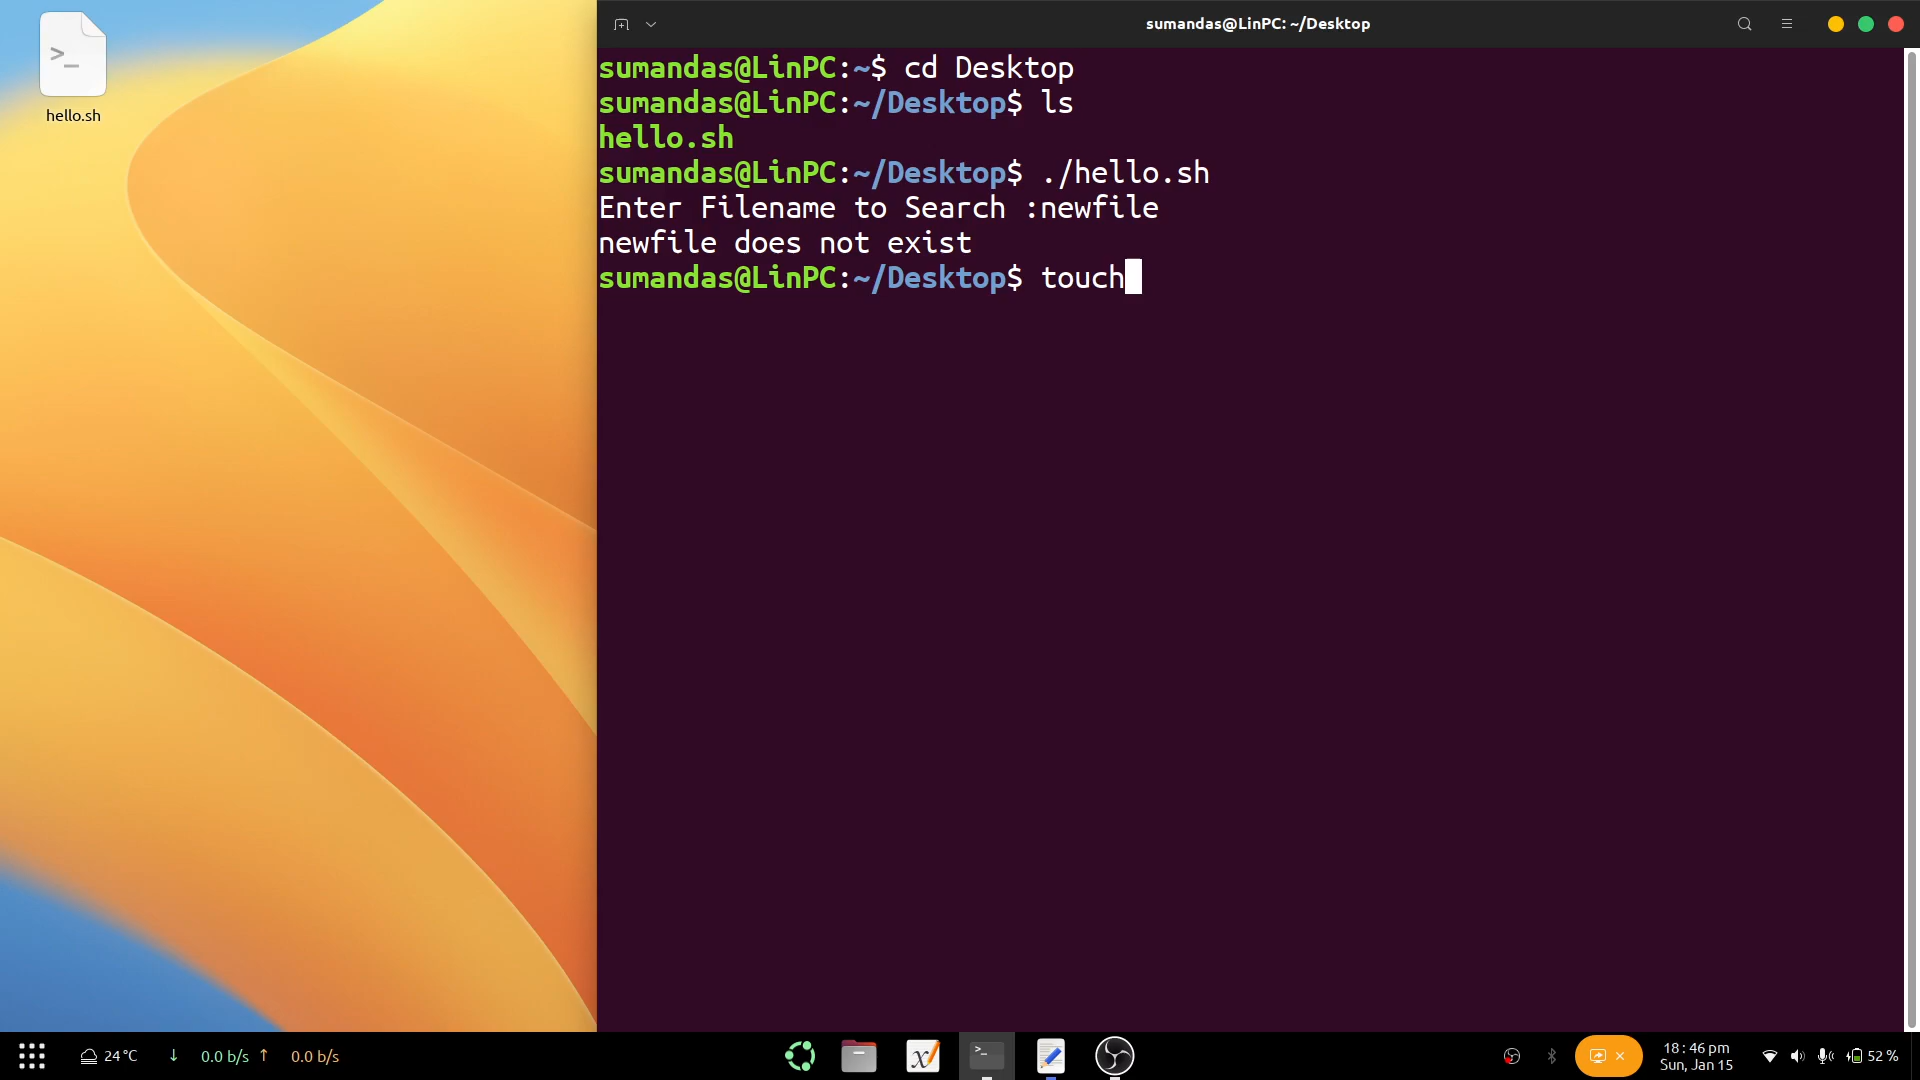 sumandas@LinPC: ~/Desktop
>_
hello.sh
sumandas@LinPC:~$ cd Desktop
sumandas@LinPC:~/Desktop$ ls
hello.sh
sumandas@LinPC:~/Desktop$ ./hello.sh
Enter Filename to Search :newfile
newfile does not exist
sumandas@LinPC:~/Desktop$ touch
24°C ↓ 0.0 b/s ↑ 0.0 b/s
x
>_
18 : 46 pm
Sun, Jan 15
52 %